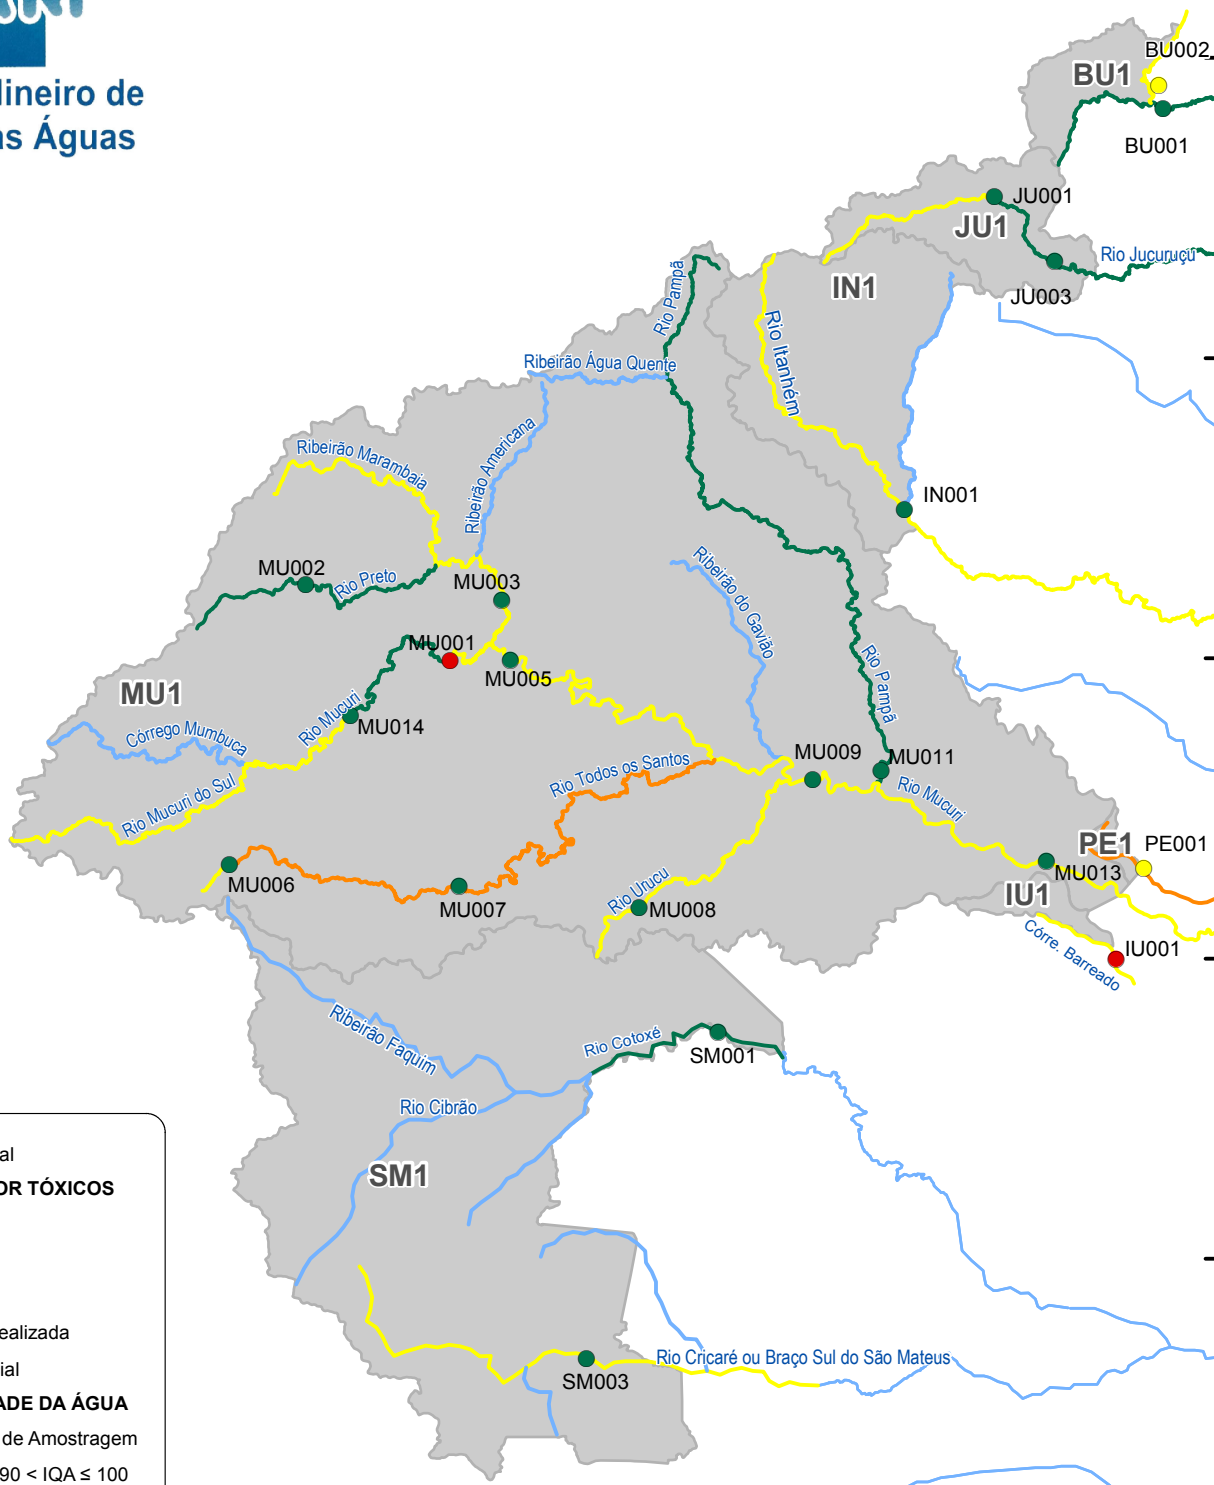 de
Águas
BU002
BU1
BU001
JU001
JU1
Rio Jucuruçu
JU003
IN1
Rio Pampã
Rio Itanhém
Ribeirão Água Quente
Ribeirão Americana
Ribeirão Marambaia
IN001
MU002
Rio Preto
MU003
Ribeirão do Gavião
MU001
MU005
Rio Pampã
MU1
Rio Mucuri
MU014
Córrego Mumbuca
Rio Mucuri do Sul
Rio Todos os Santos
MU009
MU011
Rio Mucuri
PE1
PE001
MU013
MU006
MU007
Rio Urucu
MU008
IU1
IU001
Córre. Barreado
Ribeirão Faquim
Rio Cotoxé
SM001
Rio Cibrão
SM1
Rio Cricaré ou Braço Sul do São Mateus
SM003
al
OR TÓXICOS
ealizada
ial
ADE DA ÁGUA
de Amostragem
90 < IQA ≤ 100